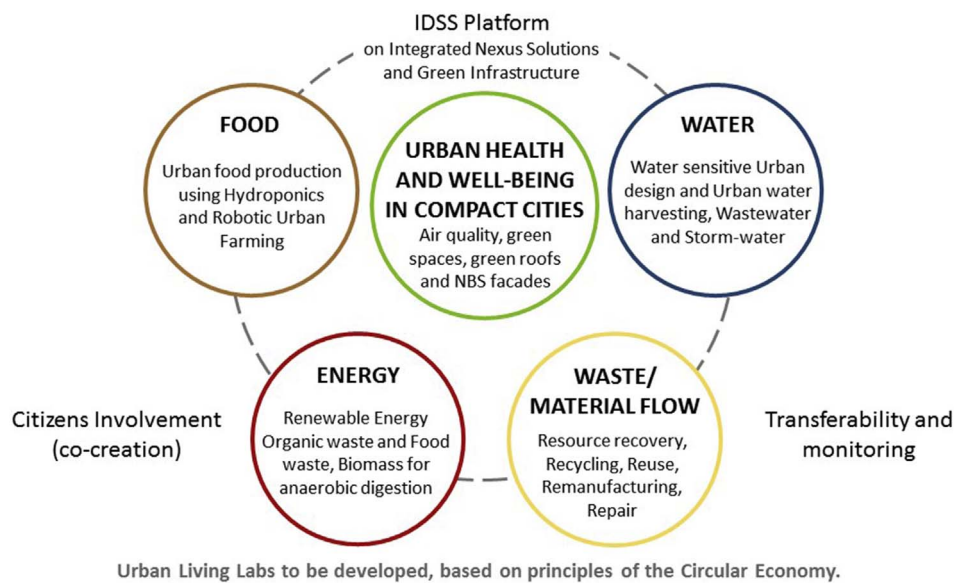 IDSS Platform
on Integrated Nexus Solutions
and Green Infrastructure
FOOD
Urban food production
using Hydroponics
and Robotic Urban
Farming
URBAN HEALTH
AND WELL-BEING
IN COMPACT CITIES
Air quality, green
spaces, green roofs
and NBS facades
WATER
Water sensitive Urban
design and Urban water
harvesting, Wastewater
and Storm-water
Citizens Involvement
(co-creation)
ENERGY
Renewable Energy
Organic waste and Food
waste, Biomass for
anaerobic digestion
WASTE/
MATERIAL FLOW
Resource recovery,
Recycling, Reuse,
Remanufacturing,
Repair
Transferability and
monitoring
Urban Living Labs to be developed, based on principles of the Circular Economy.